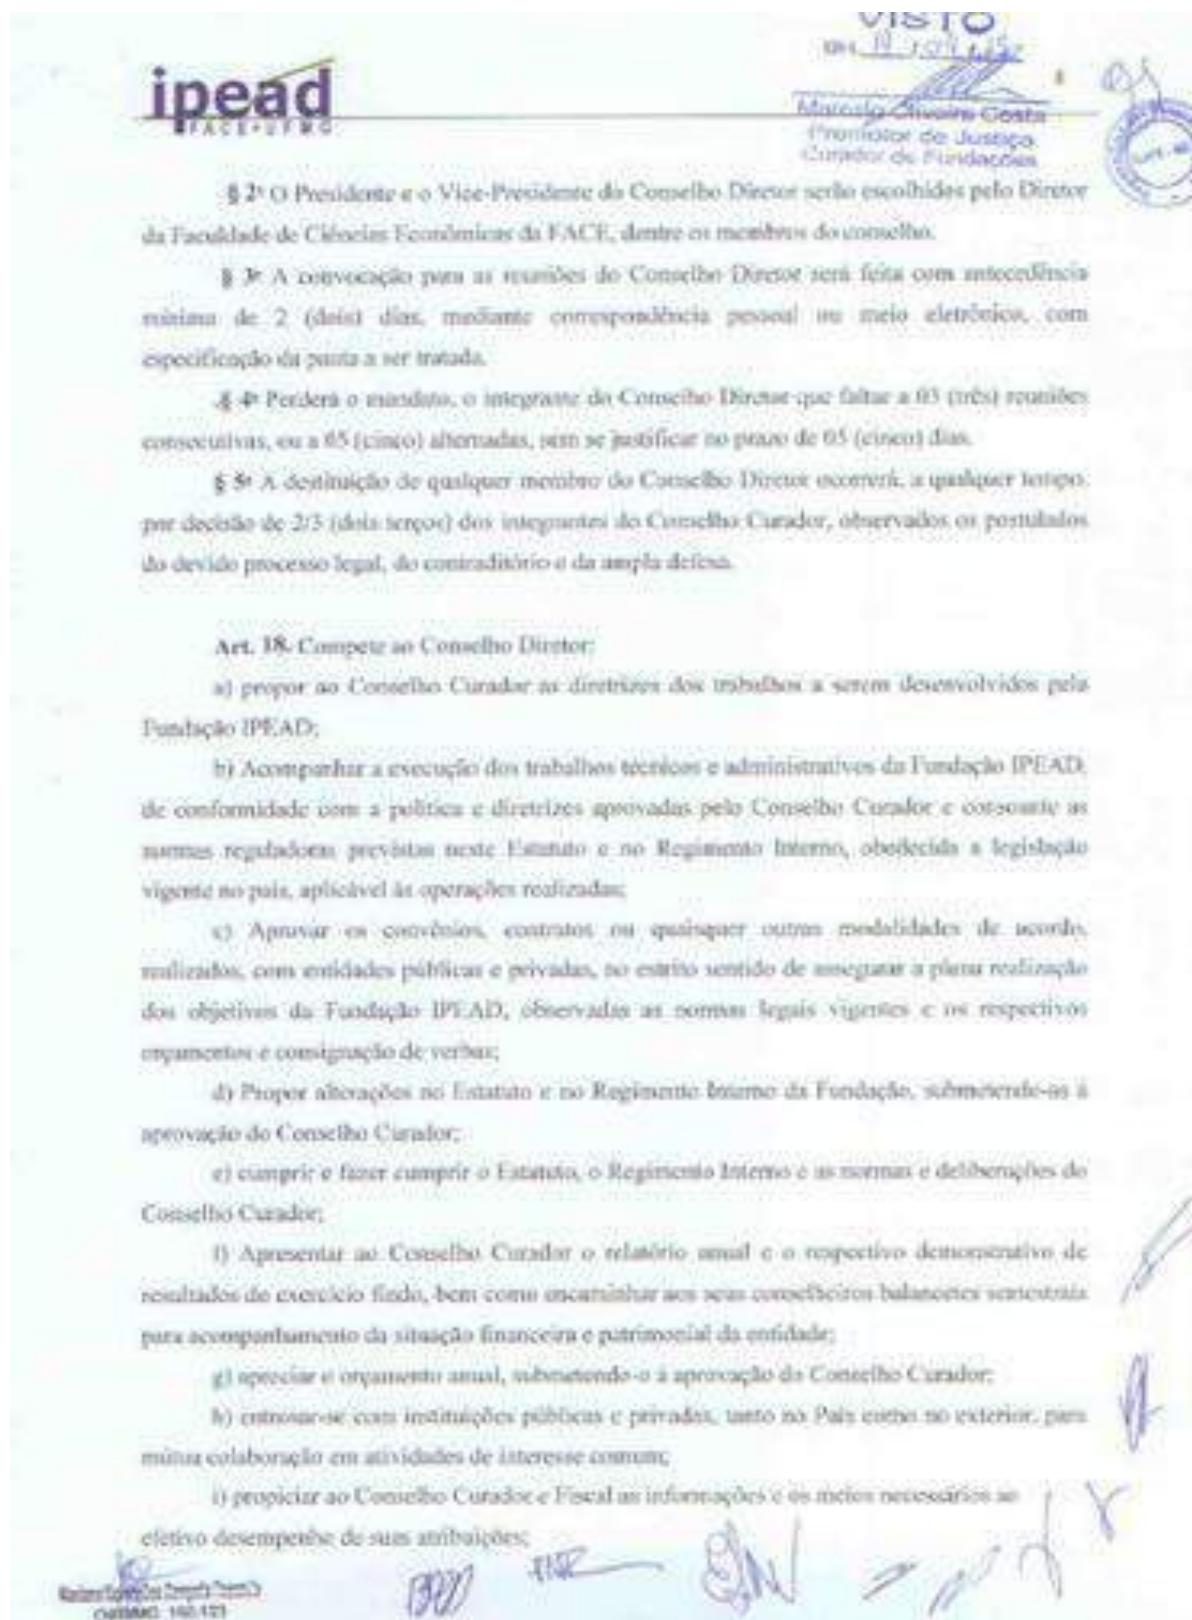 VISTO
ipead
FACE-UFMG
Marcelo Oliveira Costa
Promotor de Justiça
Curador de Fundações
§ 2º O Presidente e o Vice-Presidente do Conselho Diretor serão escolhidos pelo Diretor
da Faculdade de Ciências Econômicas da FACE, dentre os membros do conselho.
§ 3º A convocação para as reuniões do Conselho Diretor será feita com antecedência
mínima de 2 (dois) dias, mediante correspondência pessoal ou meio eletrônico, com
especificação da pauta a ser tratada.
§ 4º Perderá o mandato, o integrante do Conselho Diretor que faltar a 03 (três) reuniões
consecutivas, ou a 05 (cinco) alternadas, sem se justificar no prazo de 05 (cinco) dias.
§ 5º A destituição de qualquer membro do Conselho Diretor ocorrerá, a qualquer tempo,
por decisão de 2/3 (dois terços) dos integrantes do Conselho Curador, observados os postulados
do devido processo legal, do contraditório e da ampla defesa.
Art. 18. Compete ao Conselho Diretor:
a) propor ao Conselho Curador as diretrizes dos trabalhos a serem desenvolvidos pela
Fundação IPEAD;
b) Acompanhar a execução dos trabalhos técnicos e administrativos da Fundação IPEAD,
de conformidade com a política e diretrizes aprovadas pelo Conselho Curador e consoante as
normas reguladoras previstas neste Estatuto e no Regimento Interno, obedecida a legislação
vigente no país, aplicável às operações realizadas;
c) Aprovar os convênios, contratos ou quaisquer outras modalidades de acordo,
realizados, com entidades públicas e privadas, no estrito sentido de assegurar a plena realização
dos objetivos da Fundação IPEAD, observadas as normas legais vigentes e os respectivos
orçamentos e consignação de verbas;
d) Propor alterações no Estatuto e no Regimento Interno da Fundação, submetendo-as à
aprovação do Conselho Curador;
e) cumprir e fazer cumprir o Estatuto, o Regimento Interno e as normas e deliberações do
Conselho Curador;
f) Apresentar ao Conselho Curador o relatório anual e o respectivo demonstrativo de
resultados do exercício findo, bem como encaminhar aos seus conselheiros balancetes semestrais
para acompanhamento da situação financeira e patrimonial da entidade;
g) apreciar o orçamento anual, submetendo-o à aprovação do Conselho Curador;
h) entrosar-se com instituições públicas e privadas, tanto no País como no exterior, para
mútua colaboração em atividades de interesse comum;
i) propiciar ao Conselho Curador e Fiscal as informações e os meios necessários ao
efetivo desempenho de suas atribuições;